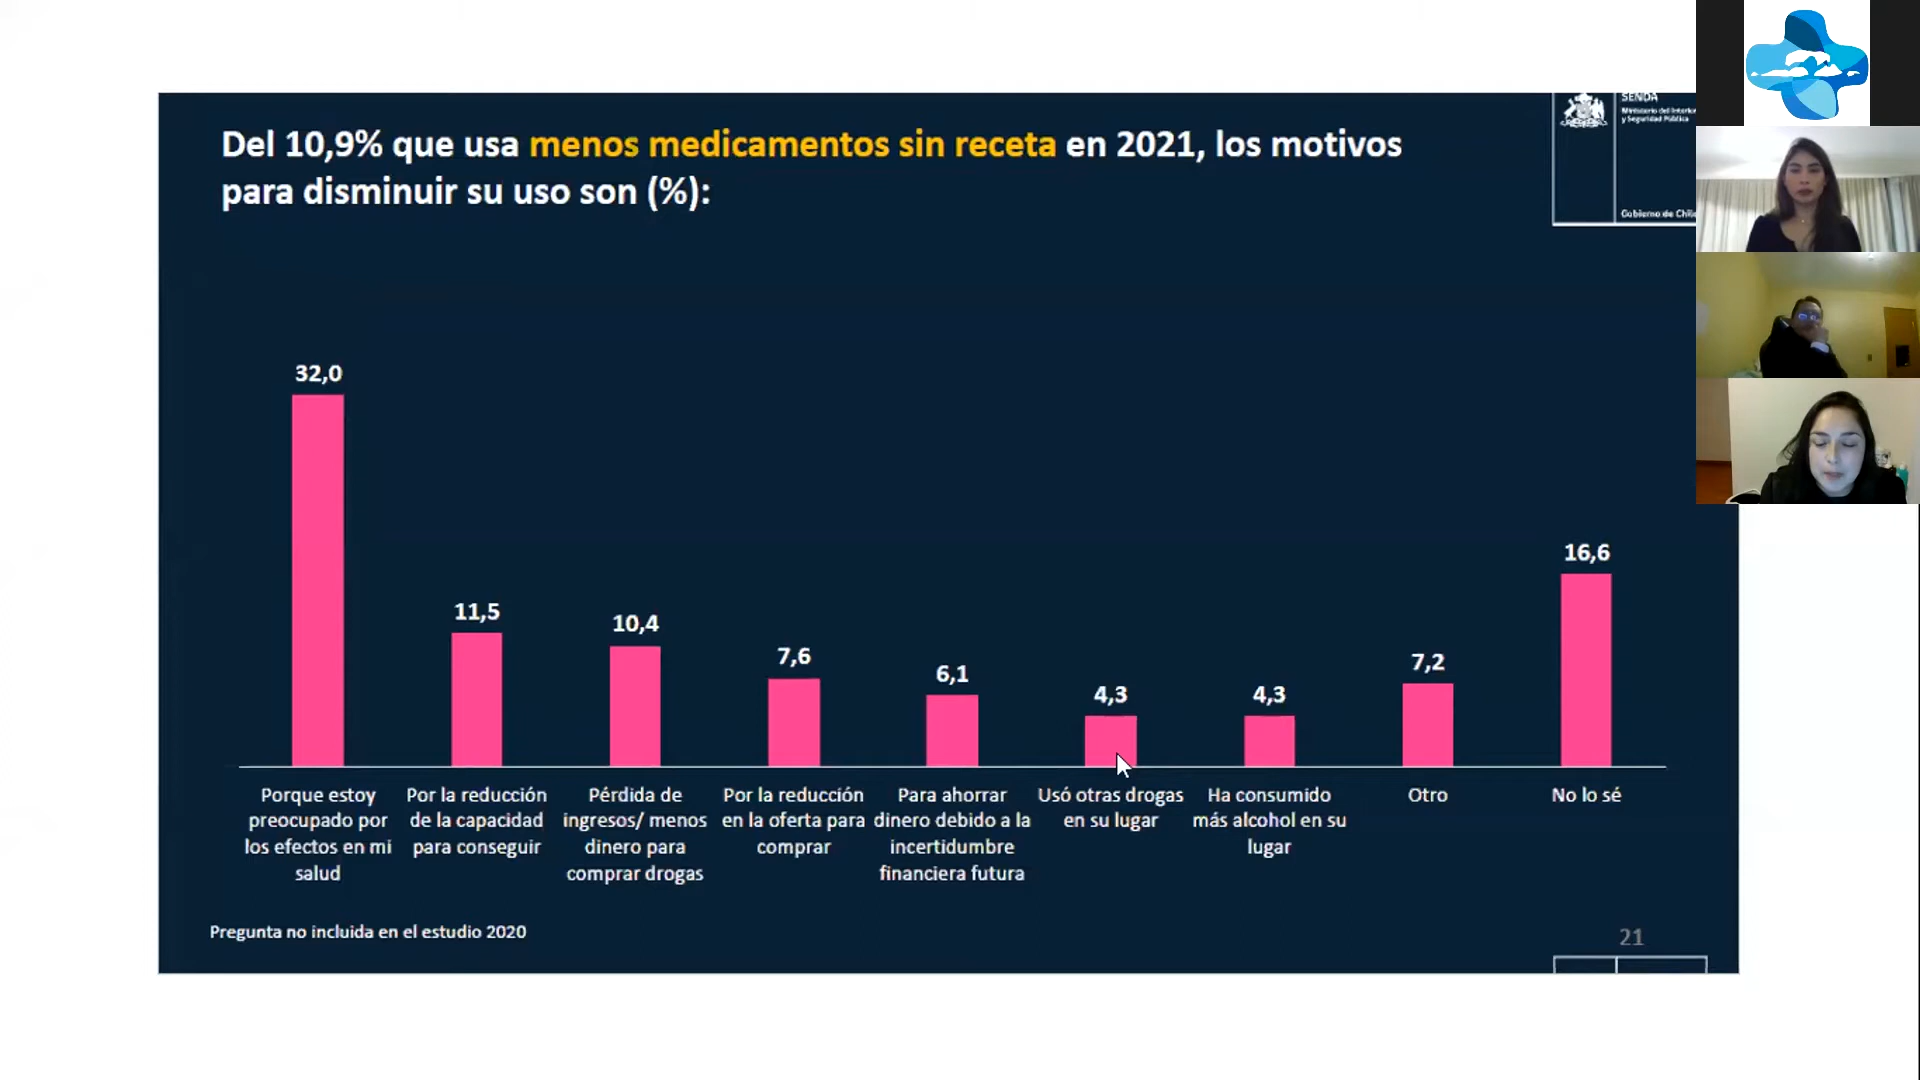 Del 10,9% que usa menos medicamentos sin receta en 2021, los motivos
para disminuir su uso son (%):
SENDA
Ministerio del Interior
y Seguridad Pública
Gobierno de Chile
32,0
11,5
10,4
7,6
6,1
4,3
4,3
7,2
16,6
Porque estoy
preocupado por
los efectos en mi
salud
Por la reducción
de la capacidad
para conseguir
Pérdida de
ingresos/ menos
dinero para
comprar drogas
Por la reducción
en la oferta para
comprar
Para ahorrar
dinero debido a la
incertidumbre
financiera futura
Usó otras drogas
en su lugar
Ha consumido
más alcohol en su
lugar
Otro
No lo sé
Pregunta no incluida en el estudio 2020
21